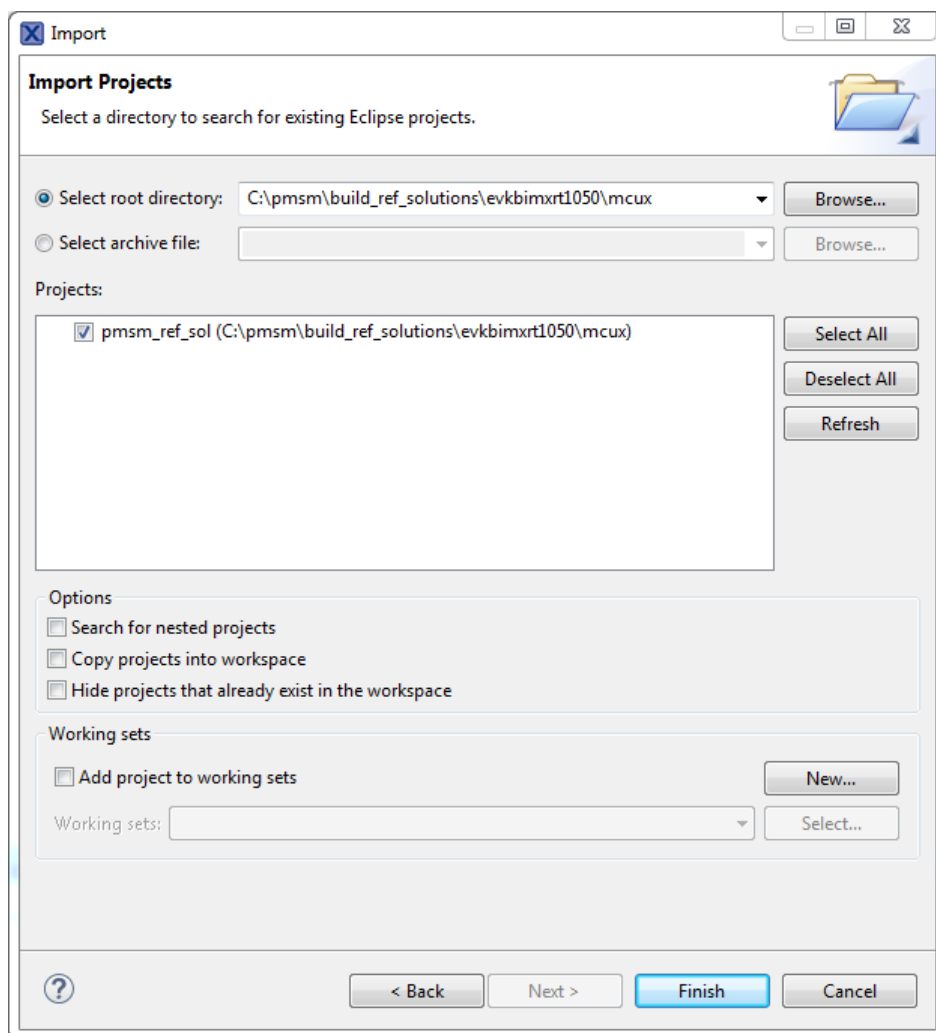 Import
Import Projects
Select a directory to search for existing Eclipse projects.
Select root directory: C:\pmsm\build_ref_solutions\evkbimxrt1050\mcux Browse...
Select archive file: Browse...
Projects:
pmsm_ref_sol (C:\pmsm\build_ref_solutions\evkbimxrt1050\mcux)
Select All
Deselect All
Refresh
Options
Search for nested projects
Copy projects into workspace
Hide projects that already exist in the workspace
Working sets
Add project to working sets New...
Working sets: Select...
? < Back Next > Finish Cancel